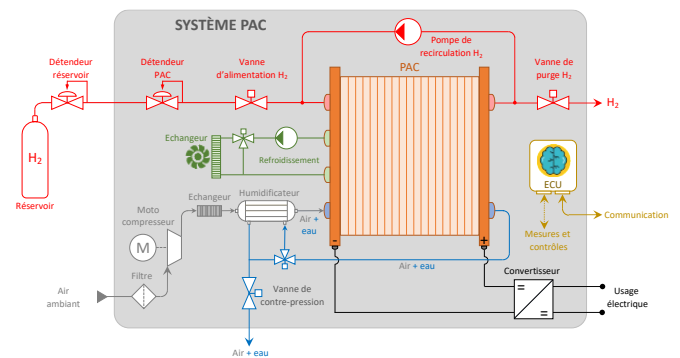 SYSTÈME PAC
Détendeur
réservoir
Détendeur
PAC
Vanne
d'alimentation H₂
Pompe de
recirculation H₂
Vanne de
purge H₂
PAC
H₂
H₂
Réservoir
Echangeur
Refroidissement
ECU
Communication
Mesures et
contrôles
Moto
compresseur
Echangeur
Humidificateur
M
Air +
eau
Air + eau
Filtre
Air
ambiant
Vanne de
contre-pression
-
+
Convertisseur
=
=
Usage
électrique
Air + eau